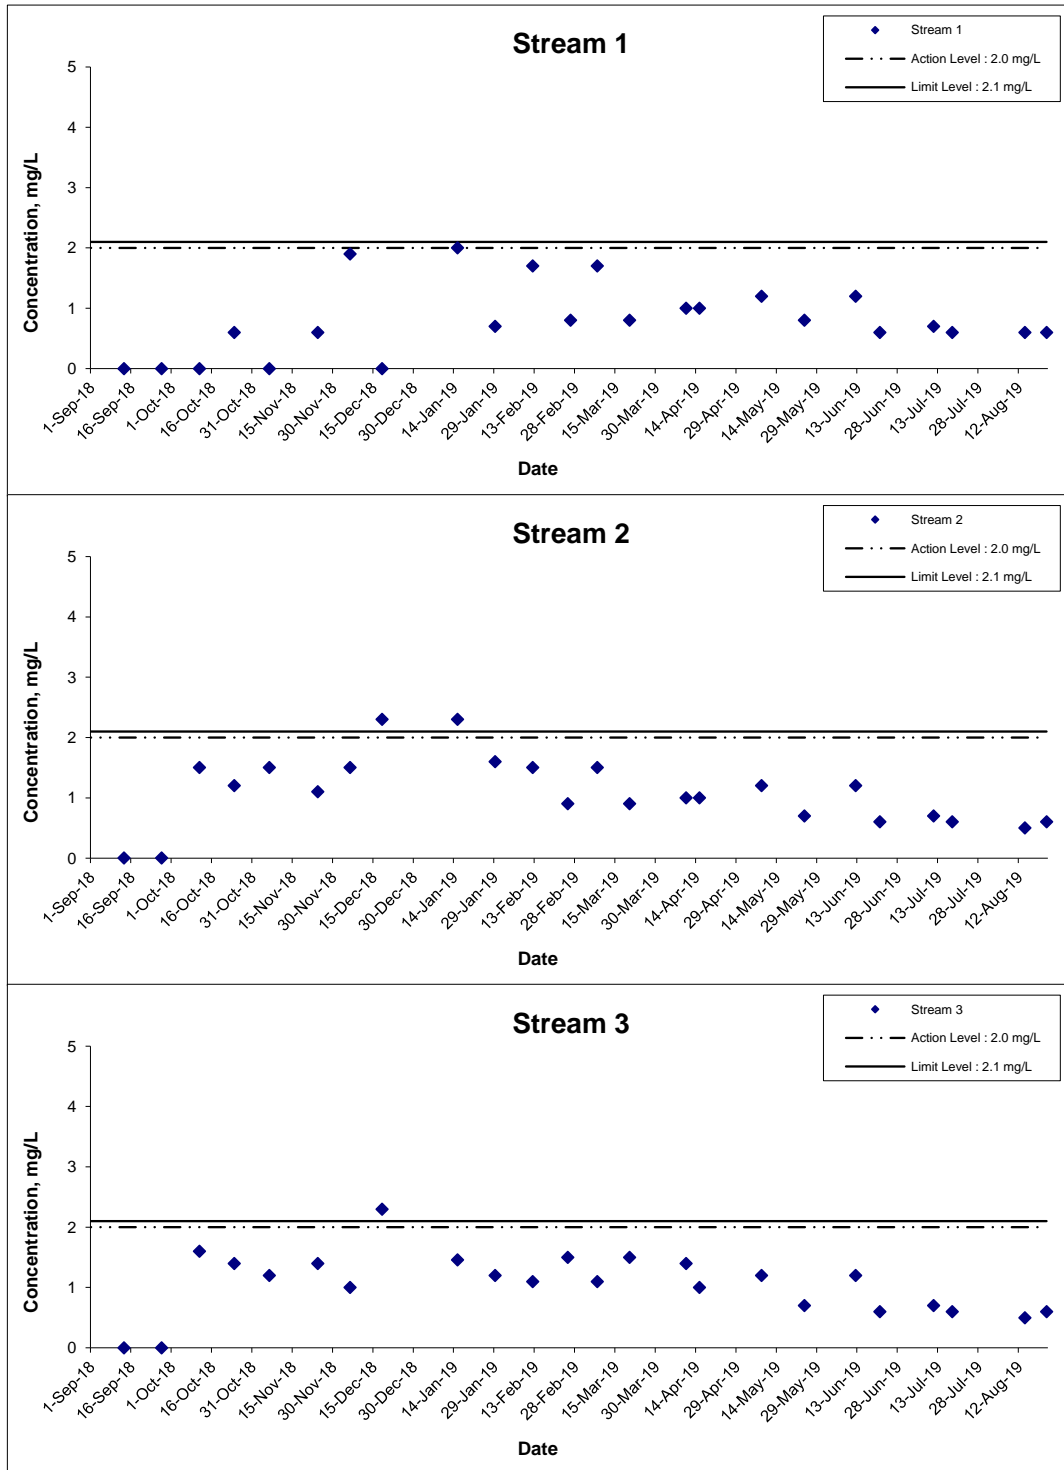 Stream 1
Stream 1
Action Level : 2.0 mg/L
Limit Level : 2.1 mg/L
Concentration, mg/L
5
4
3
2
1
0
1-Sep-18
16-Sep-18
1-Oct-18
16-Oct-18
31-Oct-18
15-Nov-18
30-Nov-18
15-Dec-18
30-Dec-18
14-Jan-19
29-Jan-19
13-Feb-19
28-Feb-19
15-Mar-19
30-Mar-19
14-Apr-19
29-Apr-19
14-May-19
29-May-19
13-Jun-19
28-Jun-19
13-Jul-19
28-Jul-19
12-Aug-19
Date
Stream 2
Stream 2
Action Level : 2.0 mg/L
Limit Level : 2.1 mg/L
Concentration, mg/L
5
4
3
2
1
0
1-Sep-18
16-Sep-18
1-Oct-18
16-Oct-18
31-Oct-18
15-Nov-18
30-Nov-18
15-Dec-18
30-Dec-18
14-Jan-19
29-Jan-19
13-Feb-19
28-Feb-19
15-Mar-19
30-Mar-19
14-Apr-19
29-Apr-19
14-May-19
29-May-19
13-Jun-19
28-Jun-19
13-Jul-19
28-Jul-19
12-Aug-19
Date
Stream 3
Stream 3
Action Level : 2.0 mg/L
Limit Level : 2.1 mg/L
Concentration, mg/L
5
4
3
2
1
0
1-Sep-18
16-Sep-18
1-Oct-18
16-Oct-18
31-Oct-18
15-Nov-18
30-Nov-18
15-Dec-18
30-Dec-18
14-Jan-19
29-Jan-19
13-Feb-19
28-Feb-19
15-Mar-19
30-Mar-19
14-Apr-19
29-Apr-19
14-May-19
29-May-19
13-Jun-19
28-Jun-19
13-Jul-19
28-Jul-19
12-Aug-19
Date